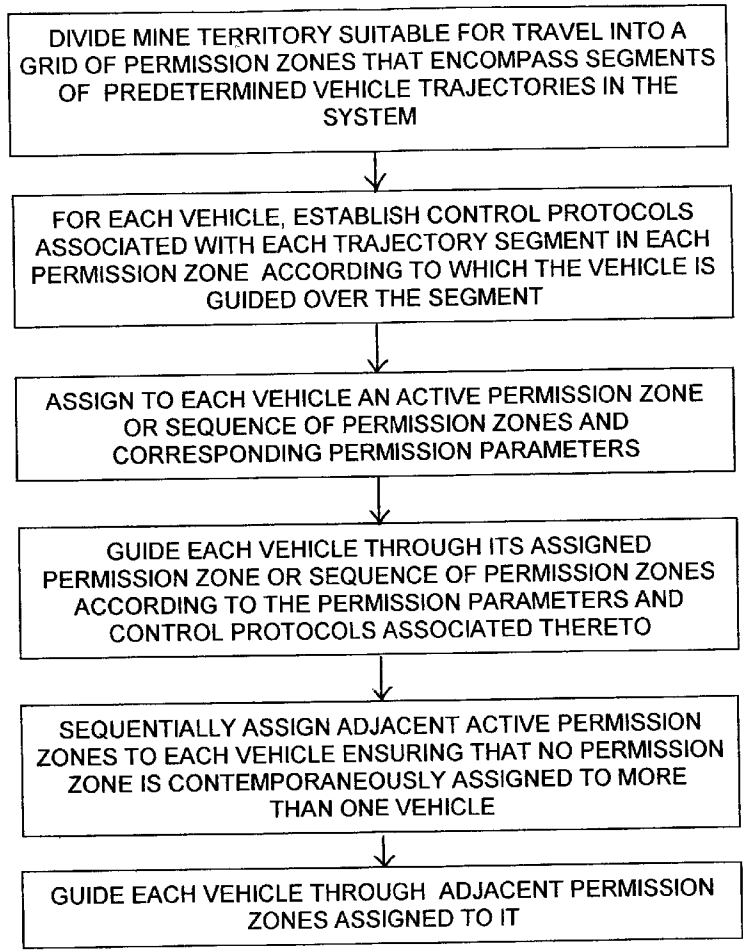 DIVIDE MINE TERRITORY SUITABLE FOR TRAVEL INTO A
GRID OF PERMISSION ZONES THAT ENCOMPASS SEGMENTS
OF PREDETERMINED VEHICLE TRAJECTORIES IN THE
SYSTEM
FOR EACH VEHICLE, ESTABLISH CONTROL PROTOCOLS
ASSOCIATED WITH EACH TRAJECTORY SEGMENT IN EACH
PERMISSION ZONE ACCORDING TO WHICH THE VEHICLE IS
GUIDED OVER THE SEGMENT
ASSIGN TO EACH VEHICLE AN ACTIVE PERMISSION ZONE
OR SEQUENCE OF PERMISSION ZONES AND
CORRESPONDING PERMISSION PARAMETERS
GUIDE EACH VEHICLE THROUGH ITS ASSIGNED
PERMISSION ZONE OR SEQUENCE OF PERMISSION ZONES
ACCORDING TO THE PERMISSION PARAMETERS AND
CONTROL PROTOCOLS ASSOCIATED THERETO
SEQUENTIALLY ASSIGN ADJACENT ACTIVE PERMISSION
ZONES TO EACH VEHICLE ENSURING THAT NO PERMISSION
ZONE IS CONTEMPORANEOUSLY ASSIGNED TO MORE
THAN ONE VEHICLE
GUIDE EACH VEHICLE THROUGH ADJACENT PERMISSION
ZONES ASSIGNED TO IT